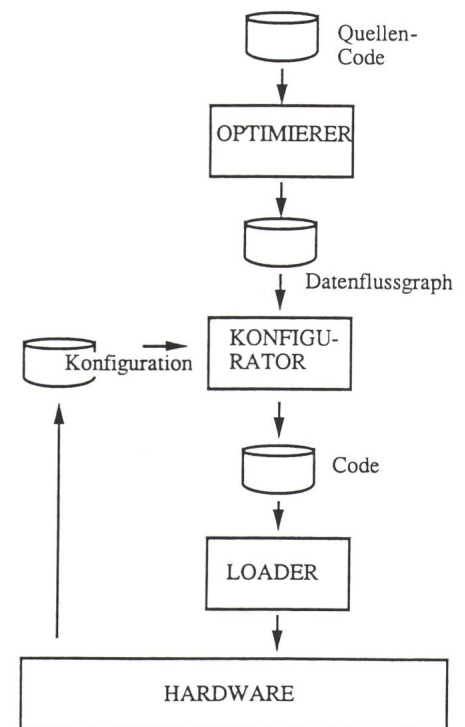 Quellen-
Code
OPTIMIERER
Datenflussgraph
KONFIGU-
RATOR
Konfiguration
Code
LOADER
HARDWARE